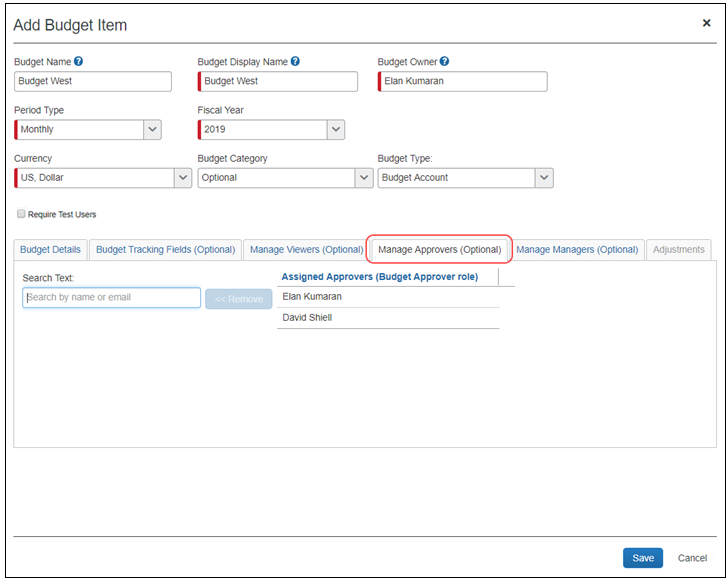 Add Budget Item
Budget Name Budget Display Name Budget Owner
Budget West Budget West Elan Kumaran
Period Type Fiscal Year
Monthly 2019
Currency Budget Category Budget Type:
US, Dollar Optional Budget Account
Require Test Users
Budget Details Budget Tracking Fields (Optional) Manage Viewers (Optional) Manage Approvers (Optional) Manage Managers (Optional) Adjustments
Search Text: Assigned Approvers (Budget Approver role)
Search by name or email << Remove Elan Kumaran
David Shiell
Save Cancel